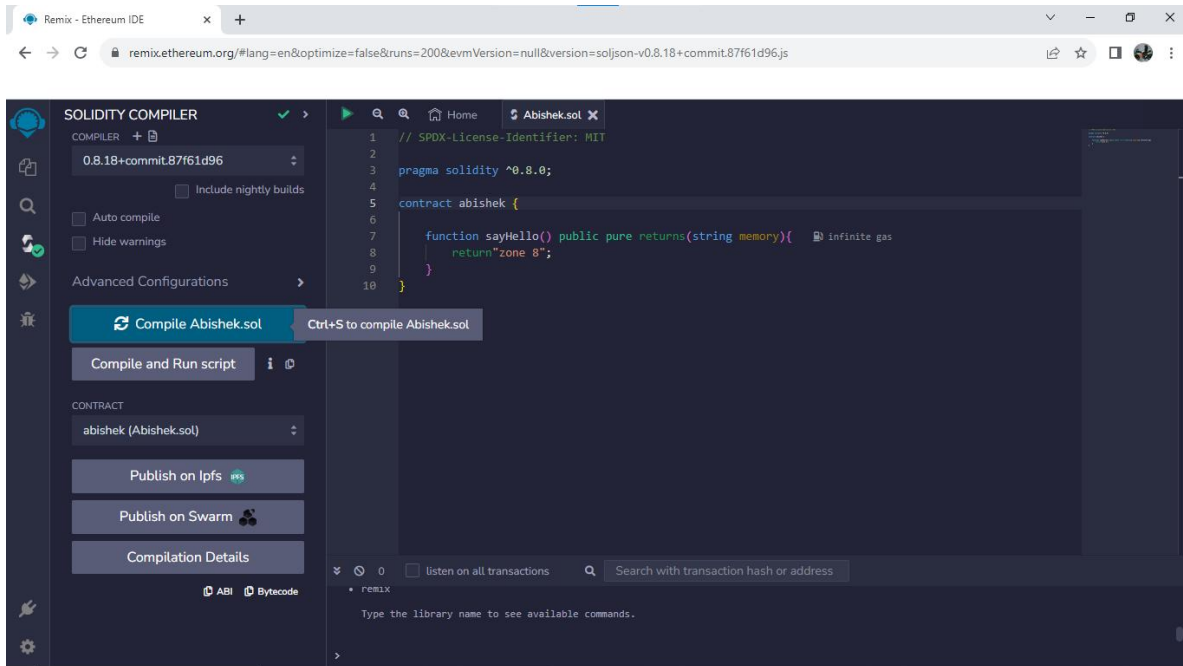 Remix - Ethereum IDE
remix.ethereum.org/#lang=en&optimize=false&runs=200&evmVersion=null&version=soljson-v0.8.18+commit.87f61d96.js
SOLIDITY COMPILER
COMPILER
0.8.18+commit.87f61d96
Include nightly builds
Auto compile
Hide warnings
Advanced Configurations
Compile Abishek.sol
Ctrl+S to compile Abishek.sol
Compile and Run script
CONTRACT
abishek (Abishek.sol)
Publish on Ipfs IPFS
Publish on Swarm
Compilation Details
ABI Bytecode
Home Abishek.sol
1 // SPDX-License-Identifier: MIT
2
3 pragma solidity ^0.8.0;
4
5 contract abishek {
6
7 function sayHello() public pure returns(string memory){ infinite gas
8 return"zone 8";
9 }
10 }
0 listen on all transactions Search with transaction hash or address
• remix
Type the library name to see available commands.
>